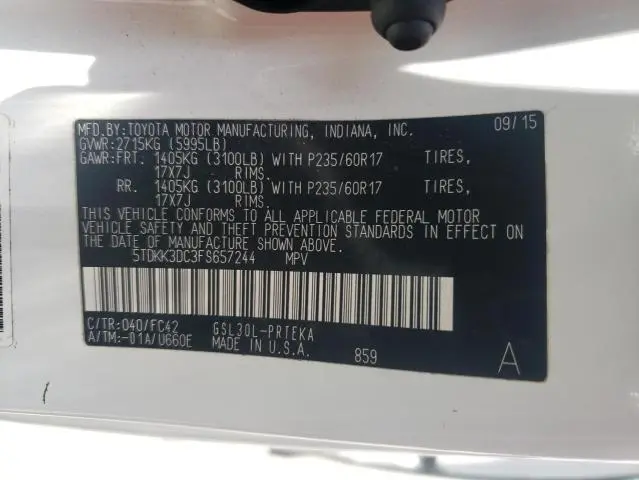 MFD.BY:TOYOTA MOTOR MANUFACTURING, INDIANA, INC. 09/15
GVWR:2715KG (5995LB)
GAWR:FRT. 1405KG (3100LB) WITH P235/60R17 TIRES,
17X7J - RIMS.
RR. 1405KG (3100LB) WITH P235/60R17 TIRES,
17X7J - RIMS.
THIS VEHICLE CONFORMS TO ALL APPLICABLE FEDERAL MOTOR
VEHICLE SAFETY AND THEFT PREVENTION STANDARDS IN EFFECT ON
THE DATE OF MANUFACTURE SHOWN ABOVE.
5TDKK3DC3FS657244 MPV
C/TR:040/FC42 GSL30L-PRTEKA
A/TM:-01A/U660E MADE IN U.S.A. 859 A